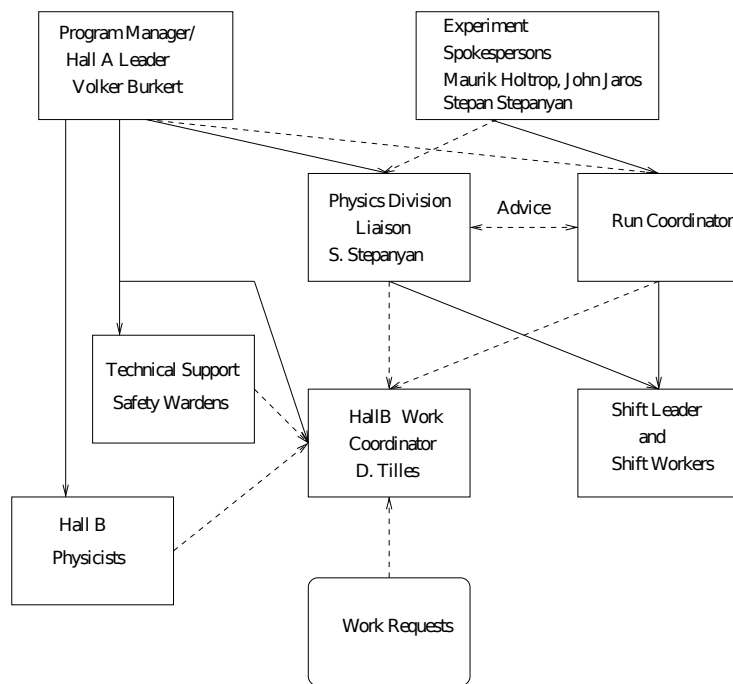 Program Manager/
Hall A Leader
Volker Burkert
Experiment
Spokespersons
Maurik Holtrop, John Jaros
Stepan Stepanyan
Physics Division
Liaison
S. Stepanyan
Advice
Run Coordinator
Technical Support
Safety Wardens
HallB Work
Coordinator
D. Tilles
Shift Leader
and
Shift Workers
Hall B
Physicists
Work Requests